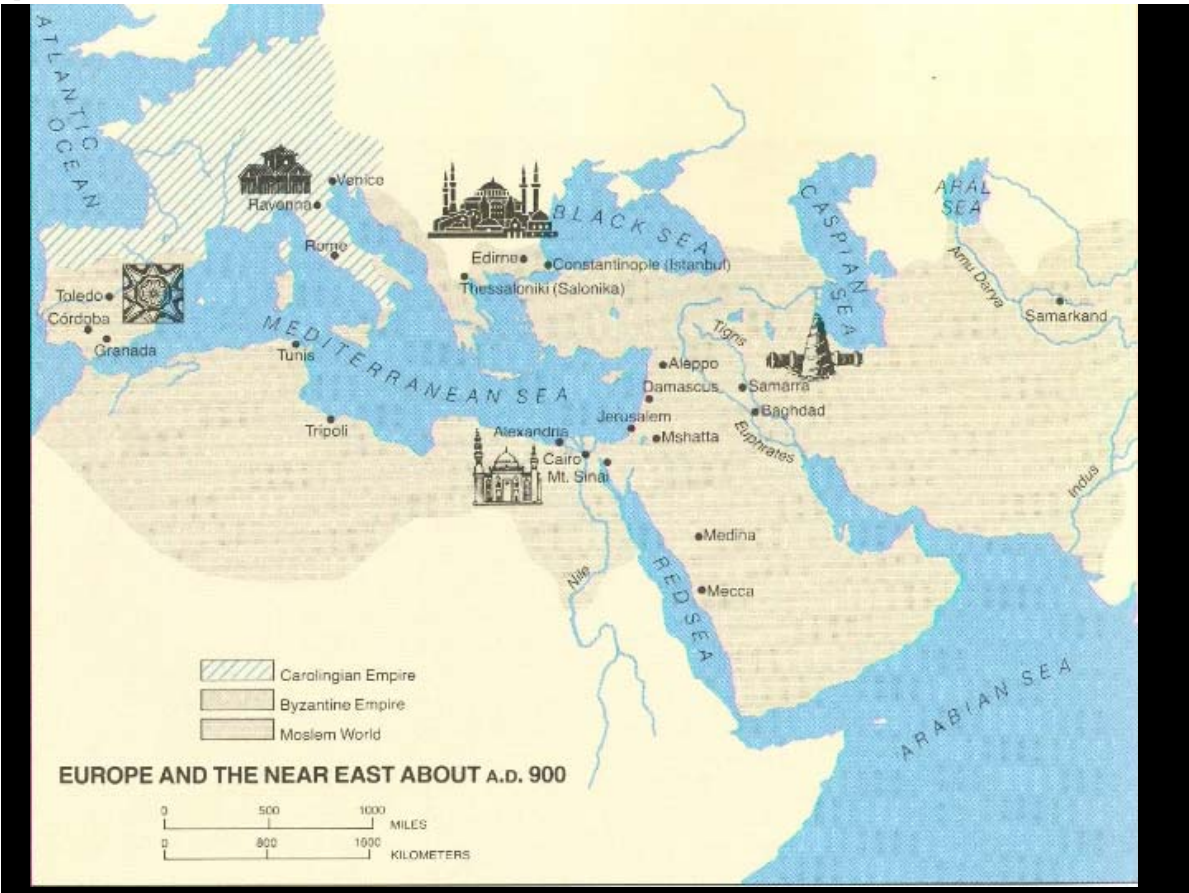 ATLANTIC
OCEAN
Venice
Ravenna
Rome
BLACK SEA
CASPIAN
SEA
ARAL
SEA
Edirne
Constantinople (Istanbul)
Thessaloniki (Salonika)
Amu Darya
Samarkand
Toledo
Córdoba
Granada
MEDITERRANEAN SEA
Tunis
Tripoli
Tigris
Aleppo
Damascus
Samarra
Baghdad
Jerusalem
Alexandria
Mshatta
Euphrates
Cairo
Mt. Sinai
Indus
Medina
Mecca
Nile
RED SEA
ARABIAN SEA
Carolingian Empire
Byzantine Empire
Moslem World
EUROPE AND THE NEAR EAST ABOUT A.D. 900
0 500 1000
MILES
0 800 1600
KILOMETERS